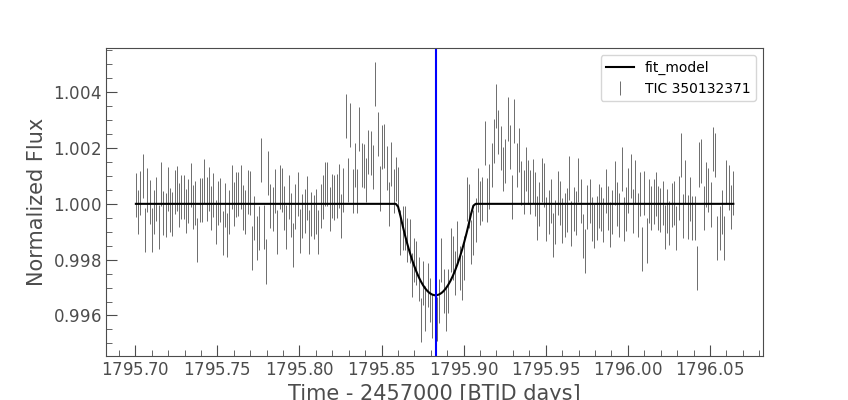 fit_model
TIC 350132371
Normalized Flux
1.004
1.002
1.000
0.998
0.996
1795.70 1795.75 1795.80 1795.85 1795.90 1795.95 1796.00 1796.05
Time - 2457000 [BTJD days]